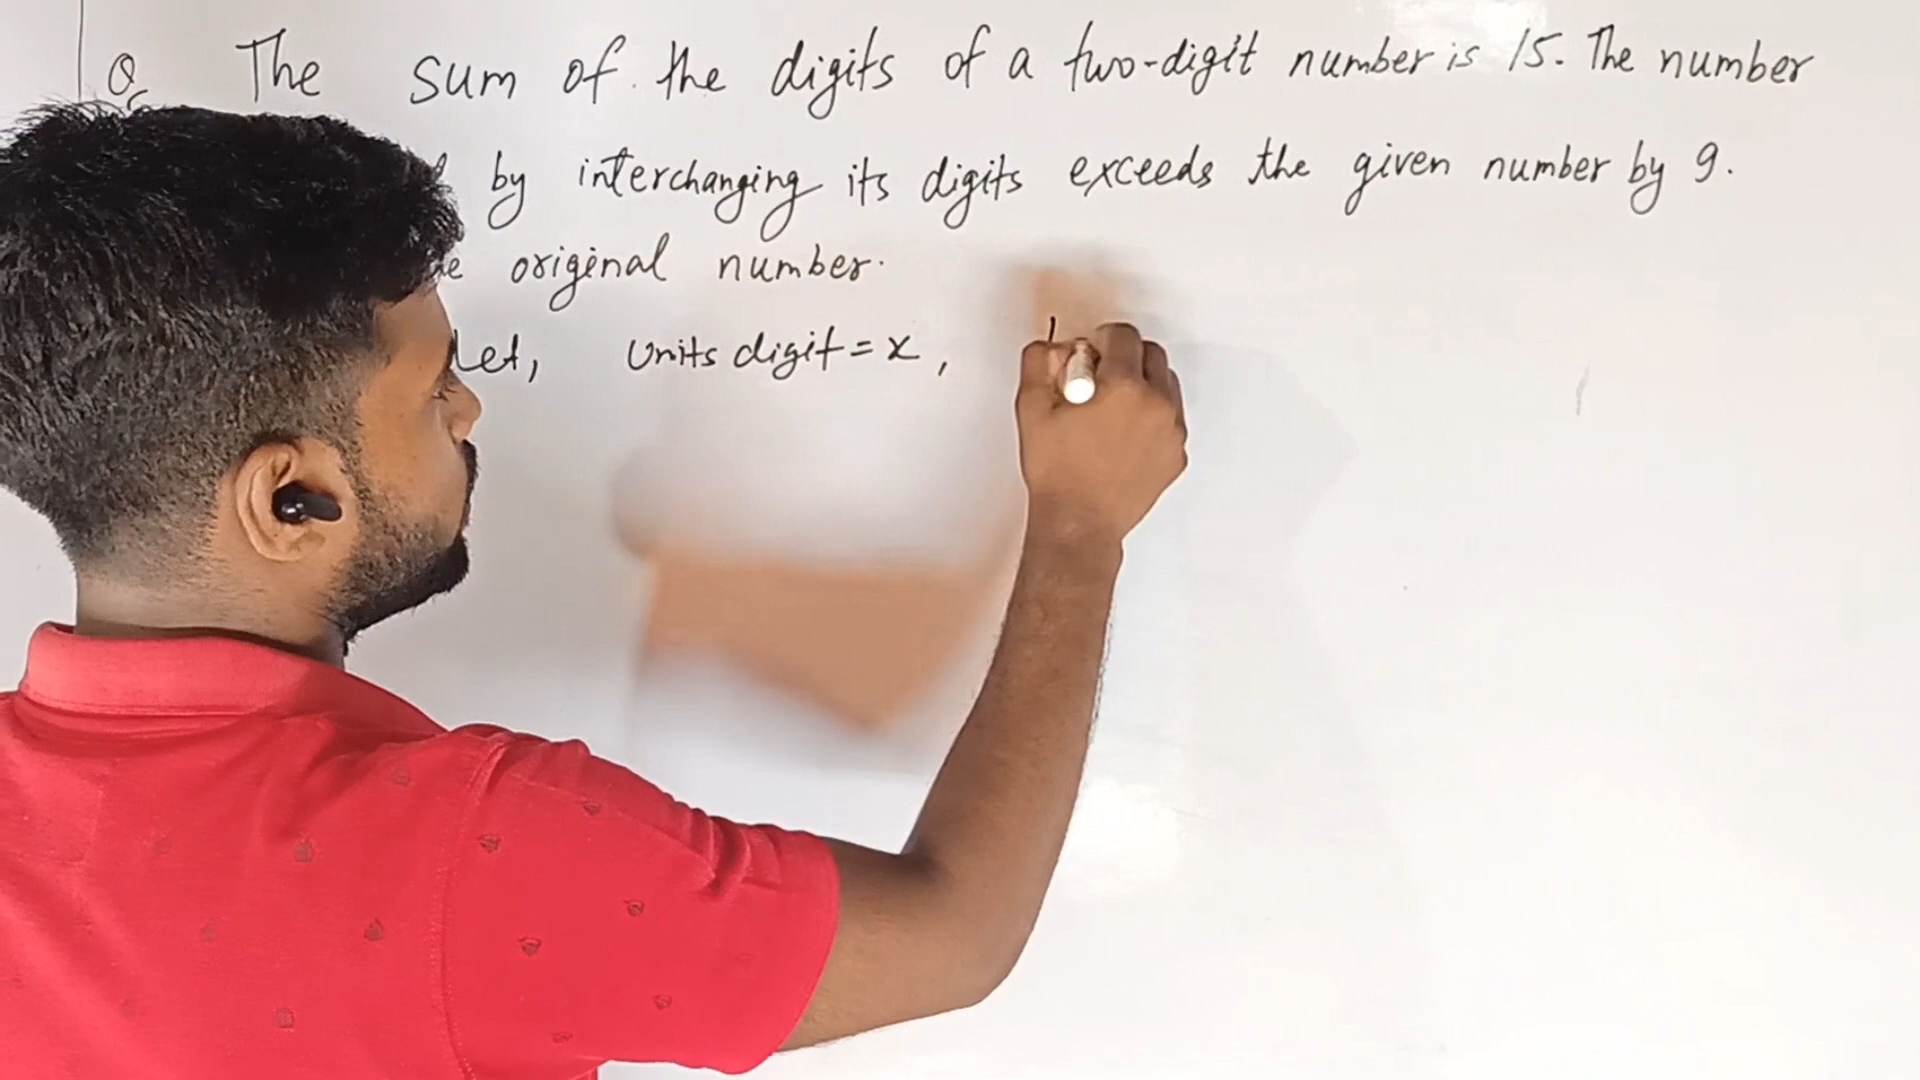 Q. The sum of the digits of a two-digit number is 15. The number
by interchanging its digits exceeds the given number by 9.
original number.
Let, Units digit = x,